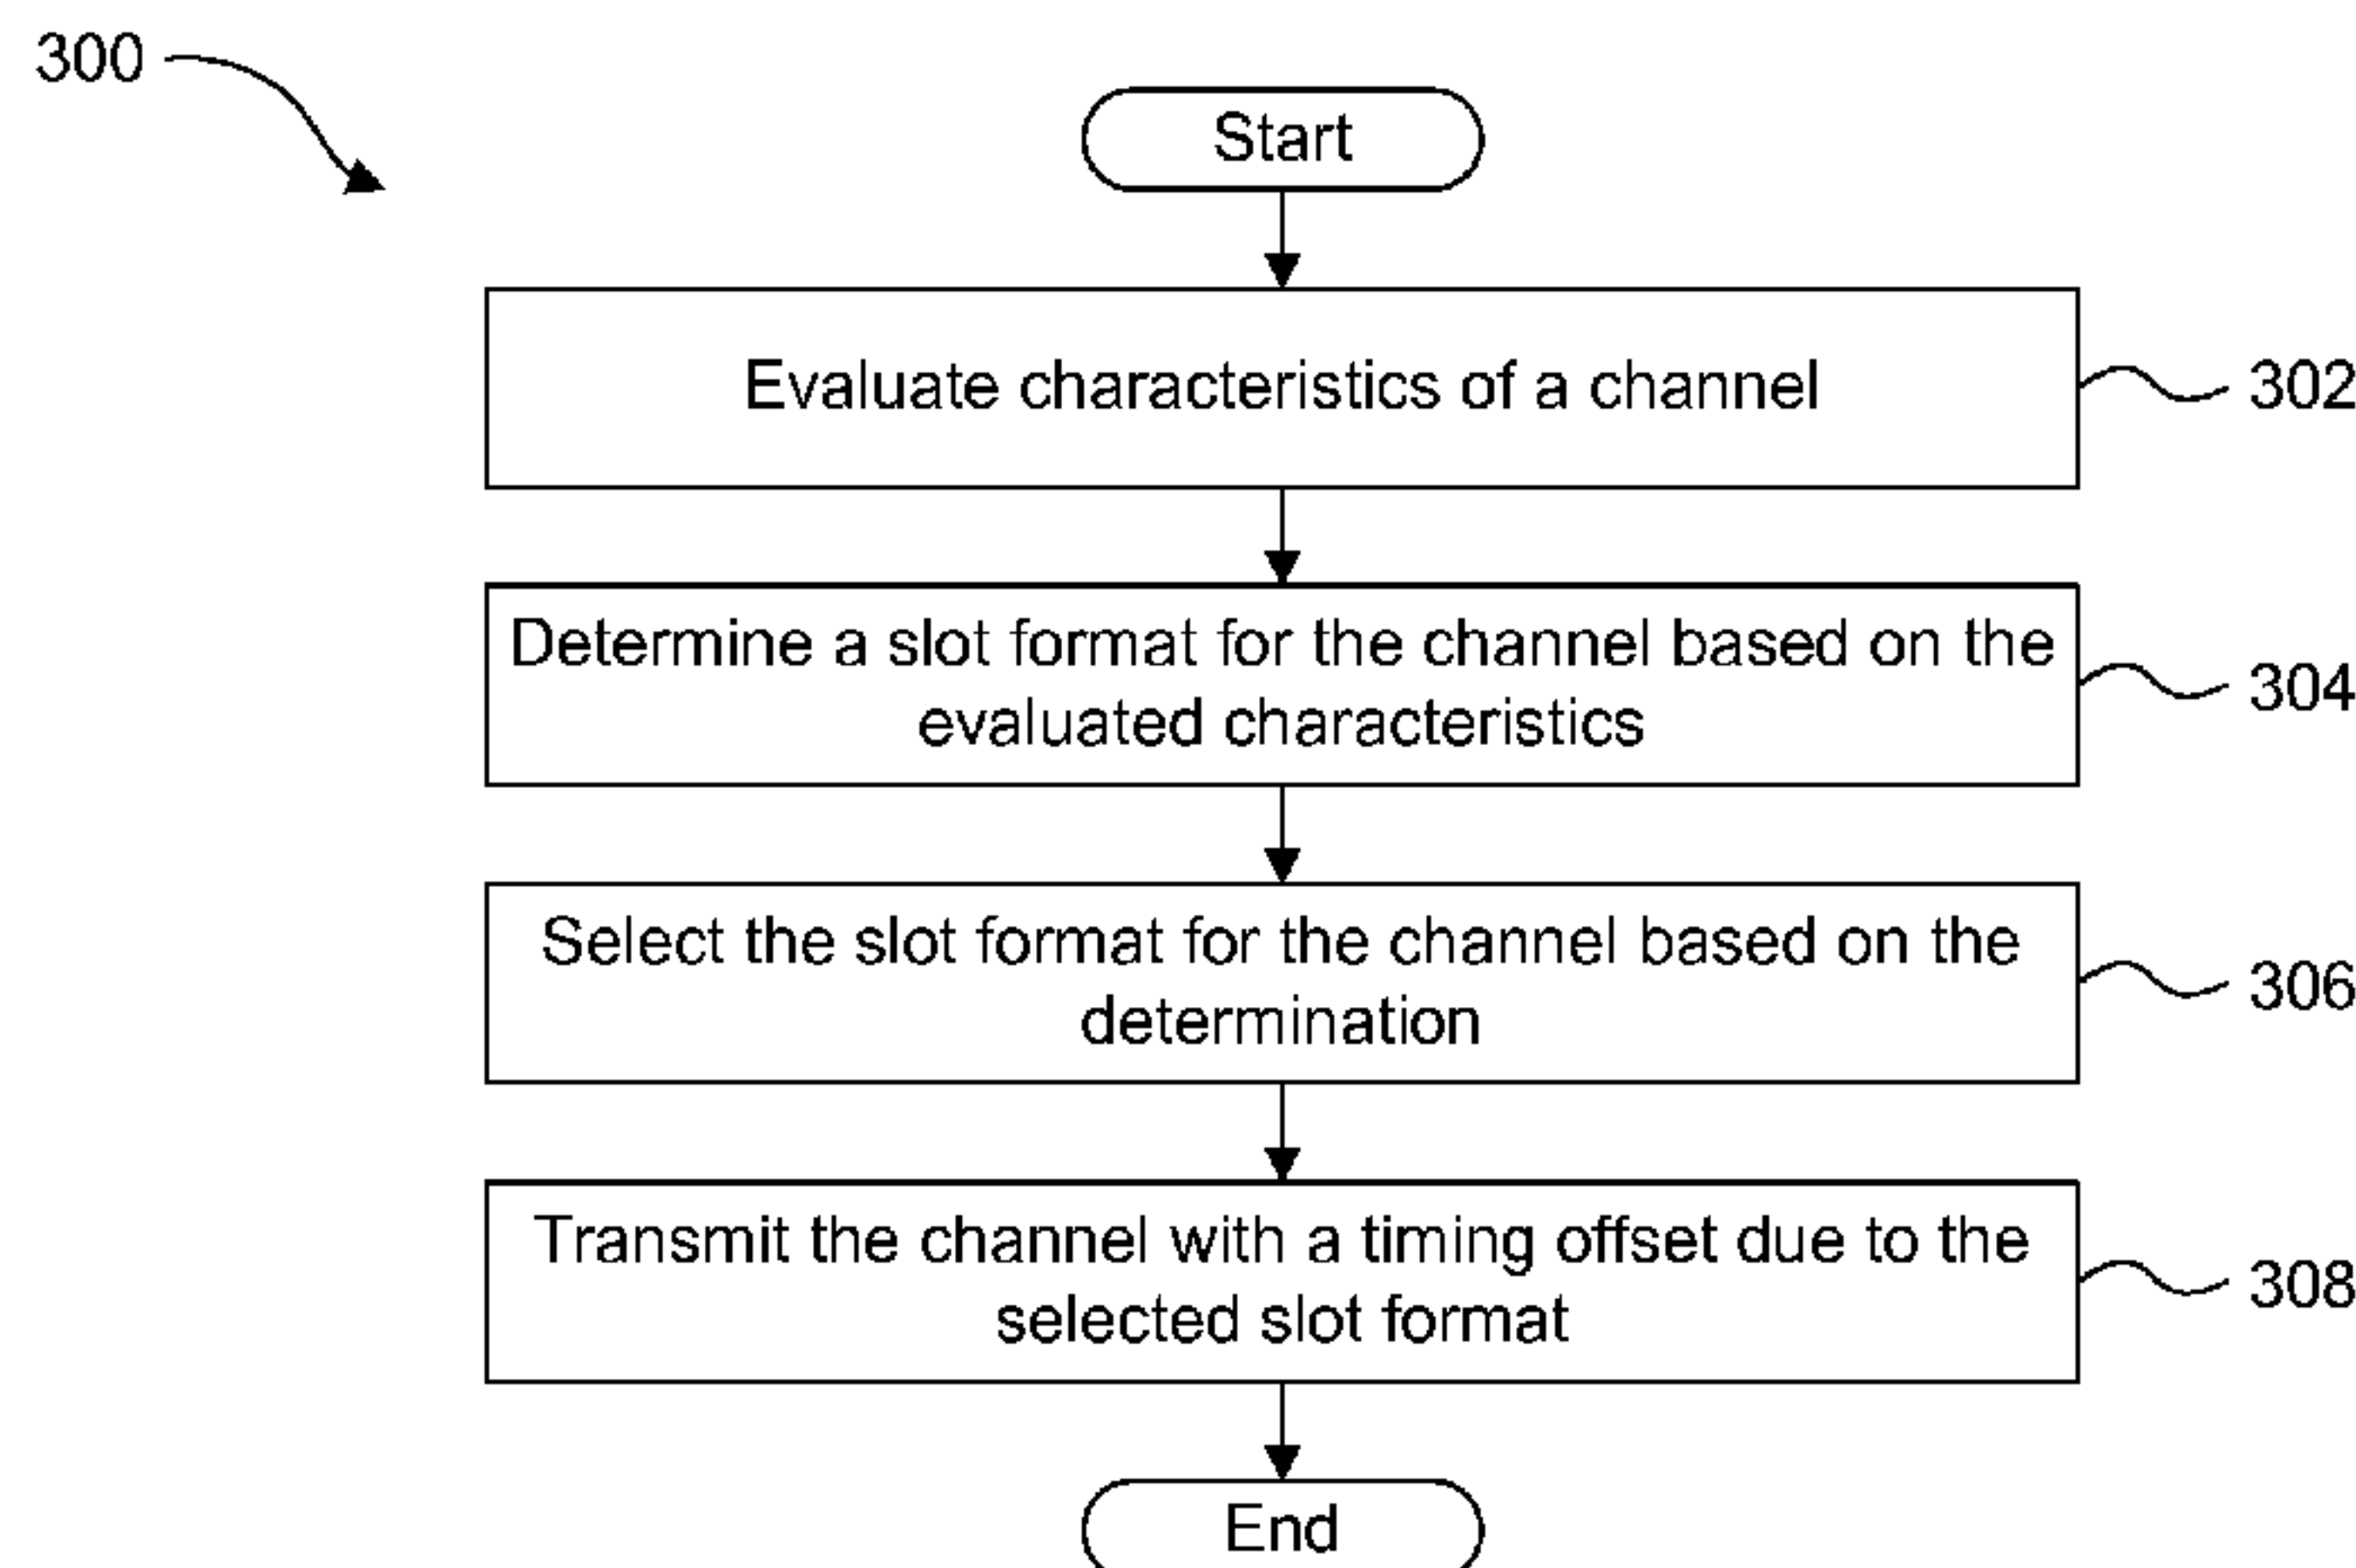 300
Start
Evaluate characteristics of a channel
302
Determine a slot format for the channel based on the
evaluated characteristics
304
Select the slot format for the channel based on the
determination
306
Transmit the channel with a timing offset due to the
selected slot format
308
End